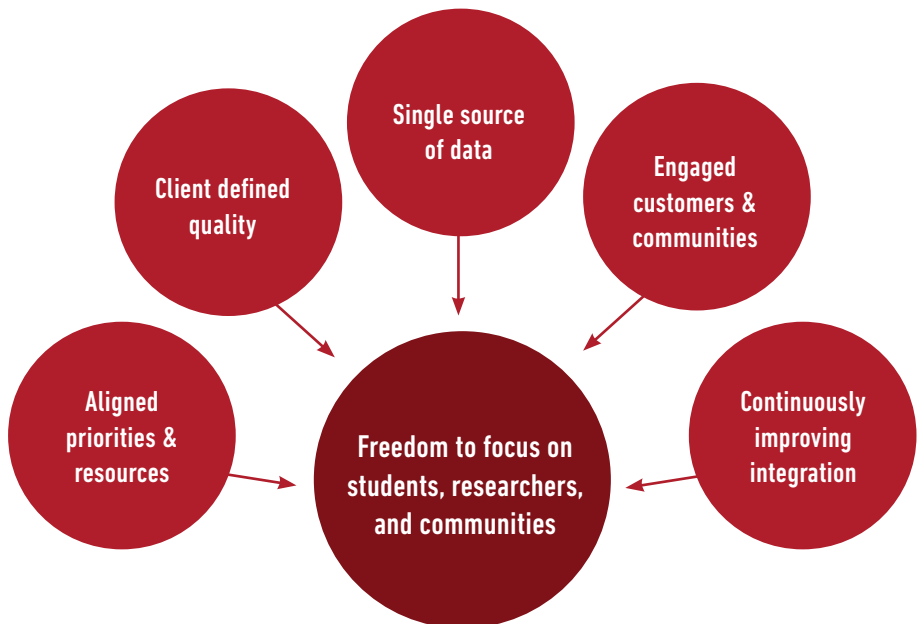 Single source
of data
Client defined
quality
Engaged
customers &
communities
Aligned
priorities &
resources
Freedom to focus on
students, researchers,
and communities
Continuously
improving
integration